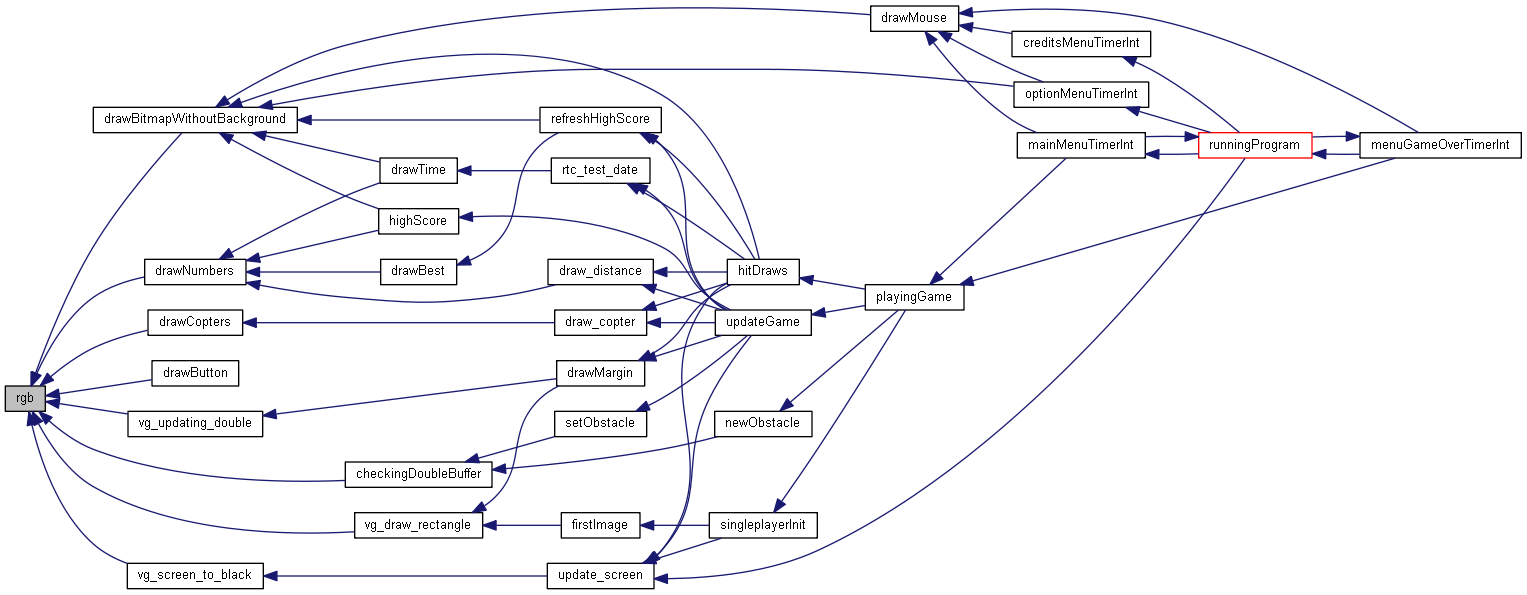 rgb
drawBitmapWithoutBackground
drawNumbers
drawCopters
drawButton
vg_updating_double
checkingDoubleBuffer
vg_draw_rectangle
vg_screen_to_black
drawTime
highScore
drawBest
refreshHighScore
rtc_test_date
draw_distance
draw_copter
drawMargin
setObstacle
firstImage
update_screen
hitDraws
updateGame
newObstacle
singleplayerInit
drawMouse
playingGame
creditsMenuTimerInt
optionMenuTimerInt
mainMenuTimerInt
runningProgram
menuGameOverTimerInt